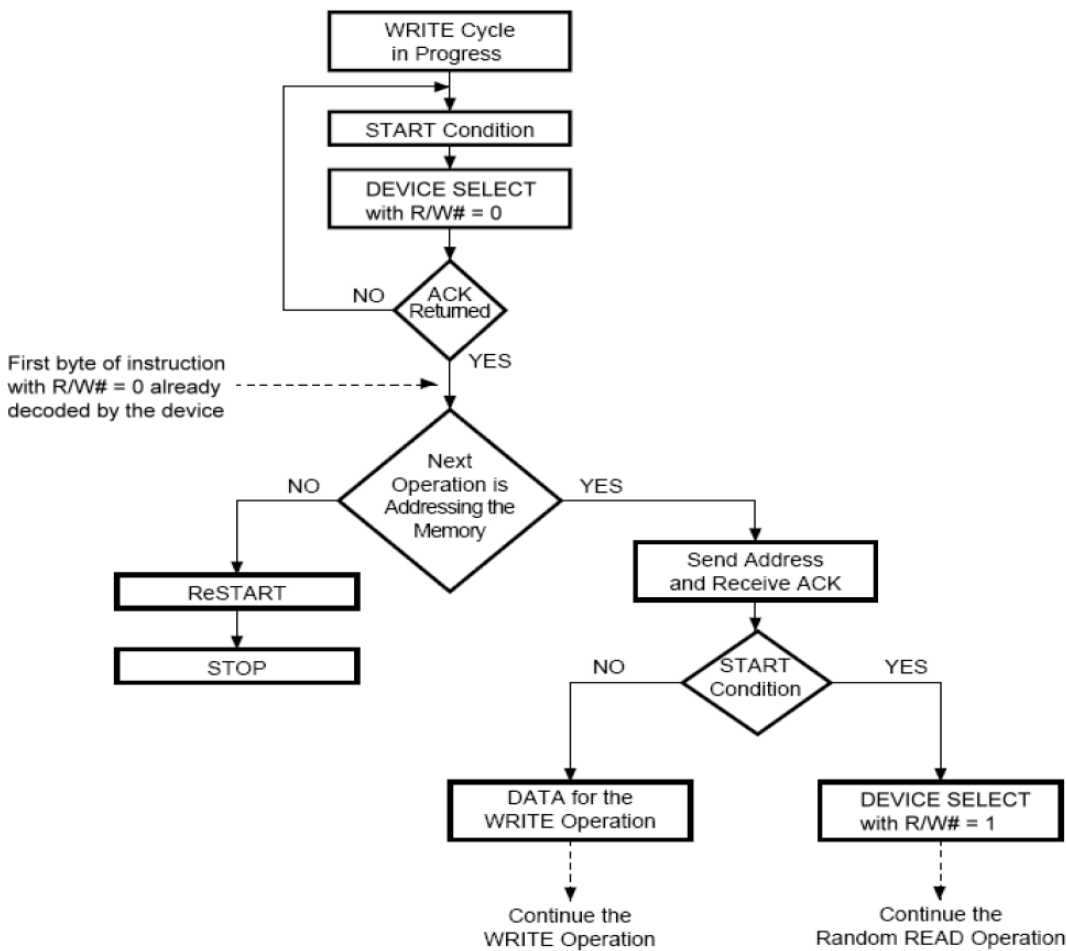 WRITE Cycle
in Progress
START Condition
DEVICE SELECT
with R/W# = 0
NO
ACK
Returned
YES
First byte of instruction
with R/W# = 0 already
decoded by the device
Next
Operation is
Addressing the
Memory
NO
YES
ReSTART
STOP
Send Address
and Receive ACK
NO
START
Condition
YES
DATA for the
WRITE Operation
DEVICE SELECT
with R/W# = 1
Continue the
WRITE Operation
Continue the
Random READ Operation